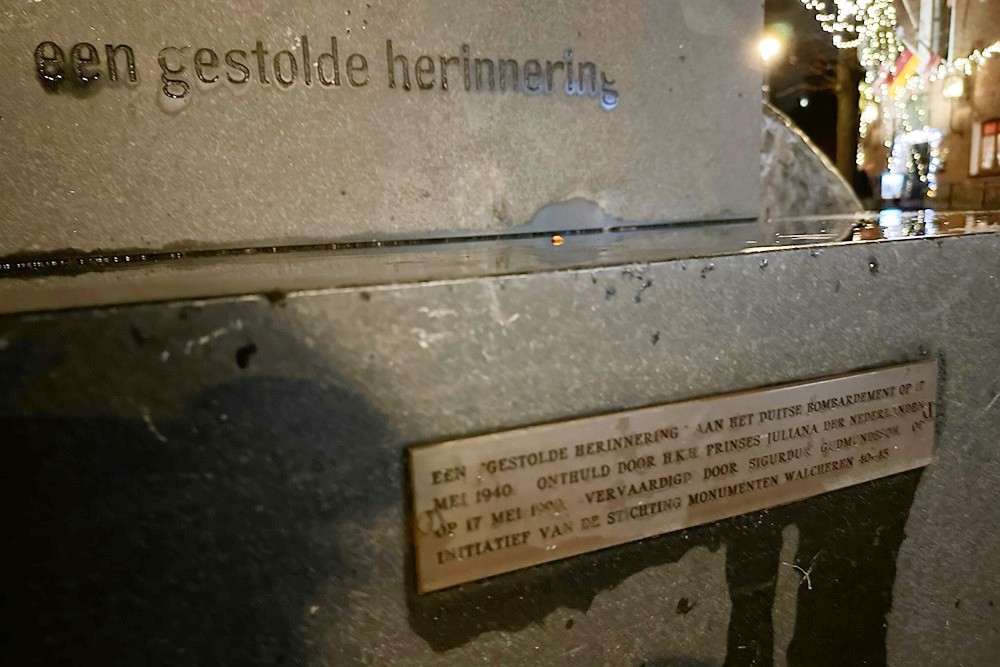 een gestolde herinnering
EEN "GESTOLDE HERINNERING" AAN HET DUITSE BOMBARDEMENT OP 17
MEI 1940 ONTHULD DOOR H.K.H. PRINSES JULIANA DER NEDERLANDEN
OP 17 MEI VERVAARDIGD DOOR SIGURDUR GUDMUNDSSON OP
INITIATIEF VAN DE STICHTING MONUMENTEN WALCHEREN 40-45